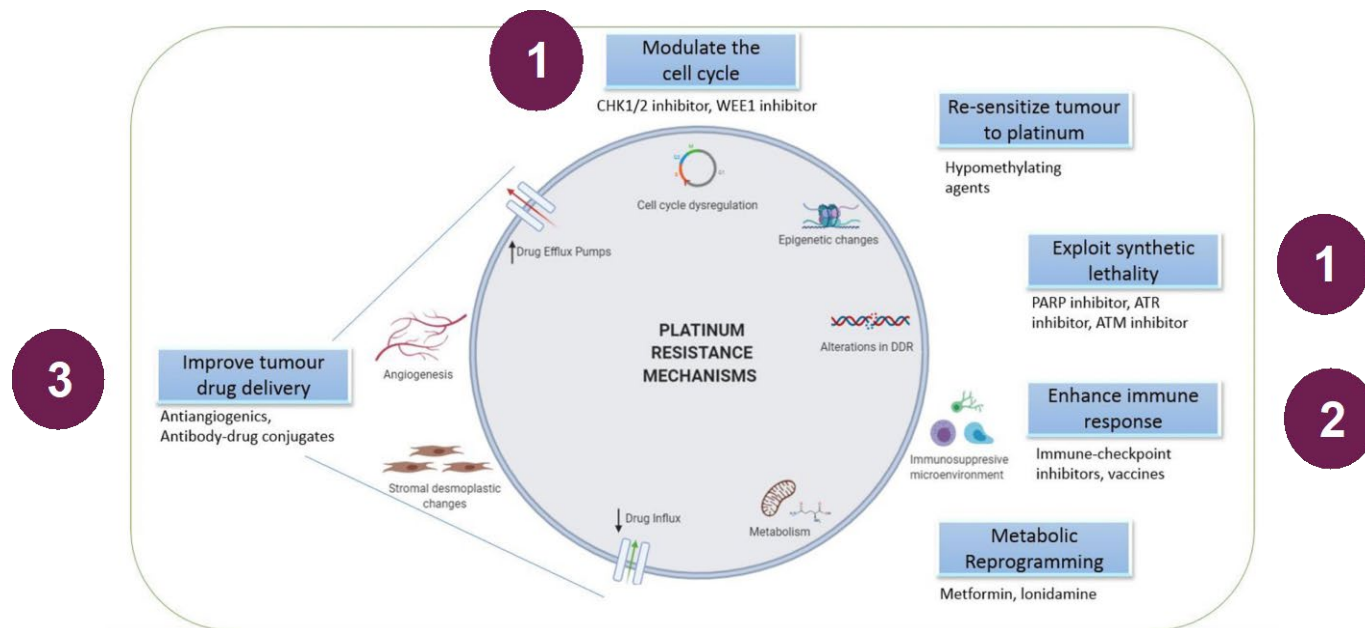 1
Modulate the
cell cycle
CHK1/2 inhibitor, WEE1 inhibitor
Re-sensitize tumour
to platinum
Hypomethylating
agents
M
G2
S
G1
Cell cycle dysregulation
Epigenetic changes
Drug Efflux Pumps
Exploit synthetic
lethality
1
PARP inhibitor, ATR
inhibitor, ATM inhibitor
PLATINUM
RESISTANCE
MECHANISMS
Alterations in DDR
3
Improve tumour
drug delivery
Antiangiogenics,
Antibody-drug conjugates
Angiogenesis
Enhance immune
response
2
Immune-checkpoint
inhibitors, vaccines
Immunosuppresive
microenvironment
Stromal desmoplastic
changes
Drug Influx
Metabolism
Metabolic
Reprogramming
Metformin, lonidamine